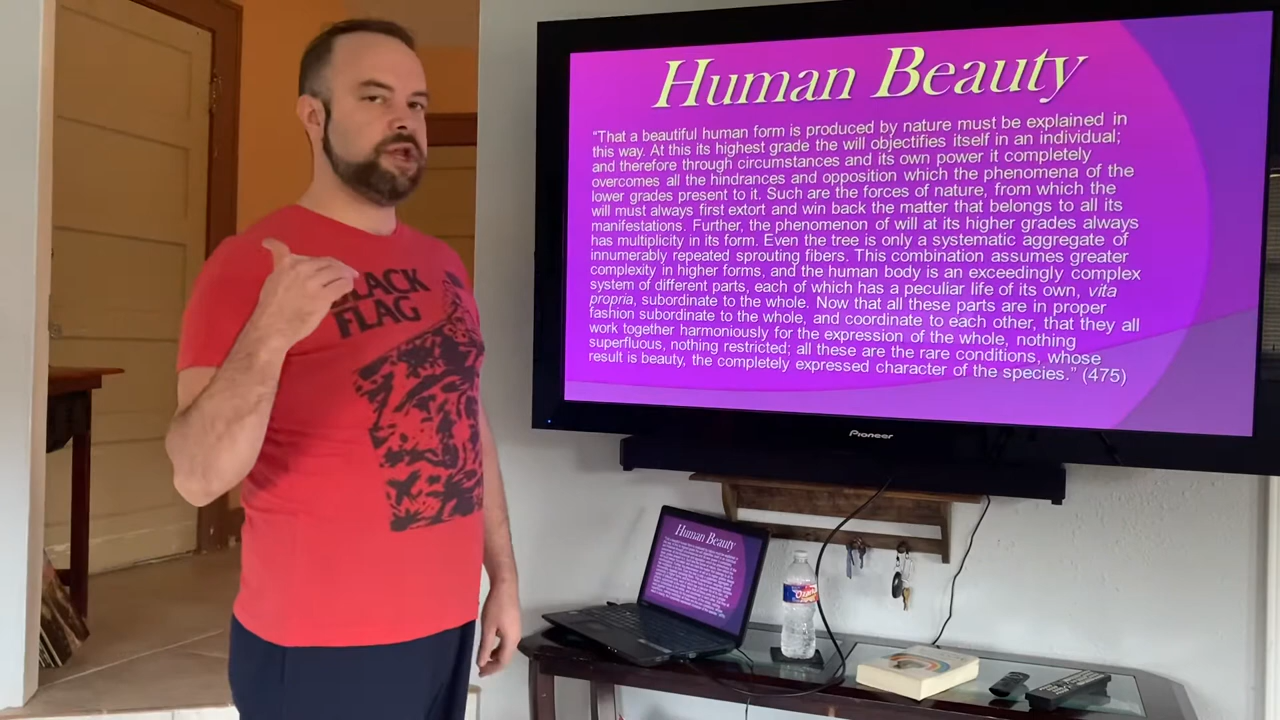 Human Beauty
“That a beautiful human form is produced by nature must be explained in
this way. At this its highest grade the will objectifies itself in an individual;
and therefore through circumstances and its own power it completely
overcomes all the hindrances and opposition which the phenomena of the
lower grades present to it. Such are the forces of nature, from which the
will must always first extort and win back the matter that belongs to all its
manifestations. Further, the phenomenon of will at its higher grades always
has multiplicity in its form. Even the tree is only a systematic aggregate of
innumerably repeated sprouting fibers. This combination assumes greater
complexity in higher forms, and the human body is an exceedingly complex
system of different parts, each of which has a peculiar life of its own, vita
propria, subordinate to the whole. Now that all these parts are in proper
fashion subordinate to the whole, and coordinate to each other, that they all
work together harmoniously for the expression of the whole, nothing
superfluous, nothing restricted; all these are the rare conditions, whose
result is beauty, the completely expressed character of the species.” (475)
Pioneer
BLACK
FLAG
Human Beauty
Ozarka